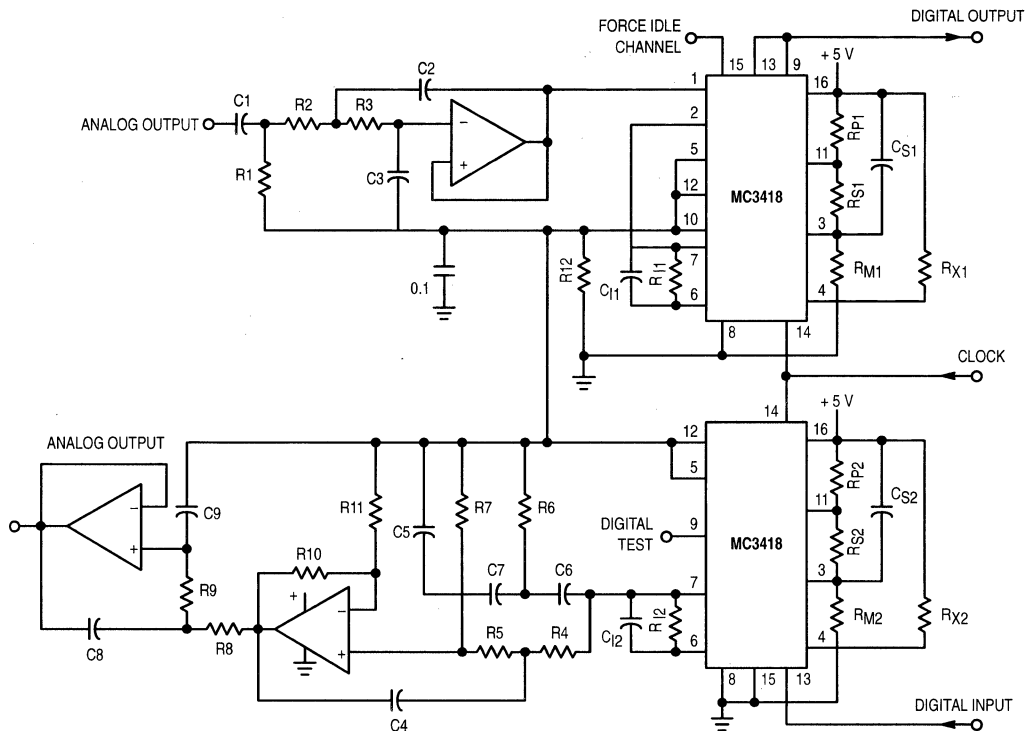 DIGITAL OUTPUT
FORCE IDLE
CHANNEL
15
13
9
+ 5 V
C2
1
16
C1
R2
R3
RP1
CS1
ANALOG OUTPUT
−
2
+
5
11
R1
C3
12
MC3418
RS1
10
3
7
R12
RI1
RM1
RX1
0.1
CI1
6
4
8
14
CLOCK
+ 5 V
14
ANALOG OUTPUT
12
16
5
RP2
CS2
−
C9
R11
R7
R6
C5
11
DIGITAL
TEST
9
MC3418
RS2
+
R10
C7
C6
7
3
R9
+
−
CI2
RI2
RM2
RX2
R8
R5
R4
6
4
C8
+
8
15
13
C4
DIGITAL INPUT